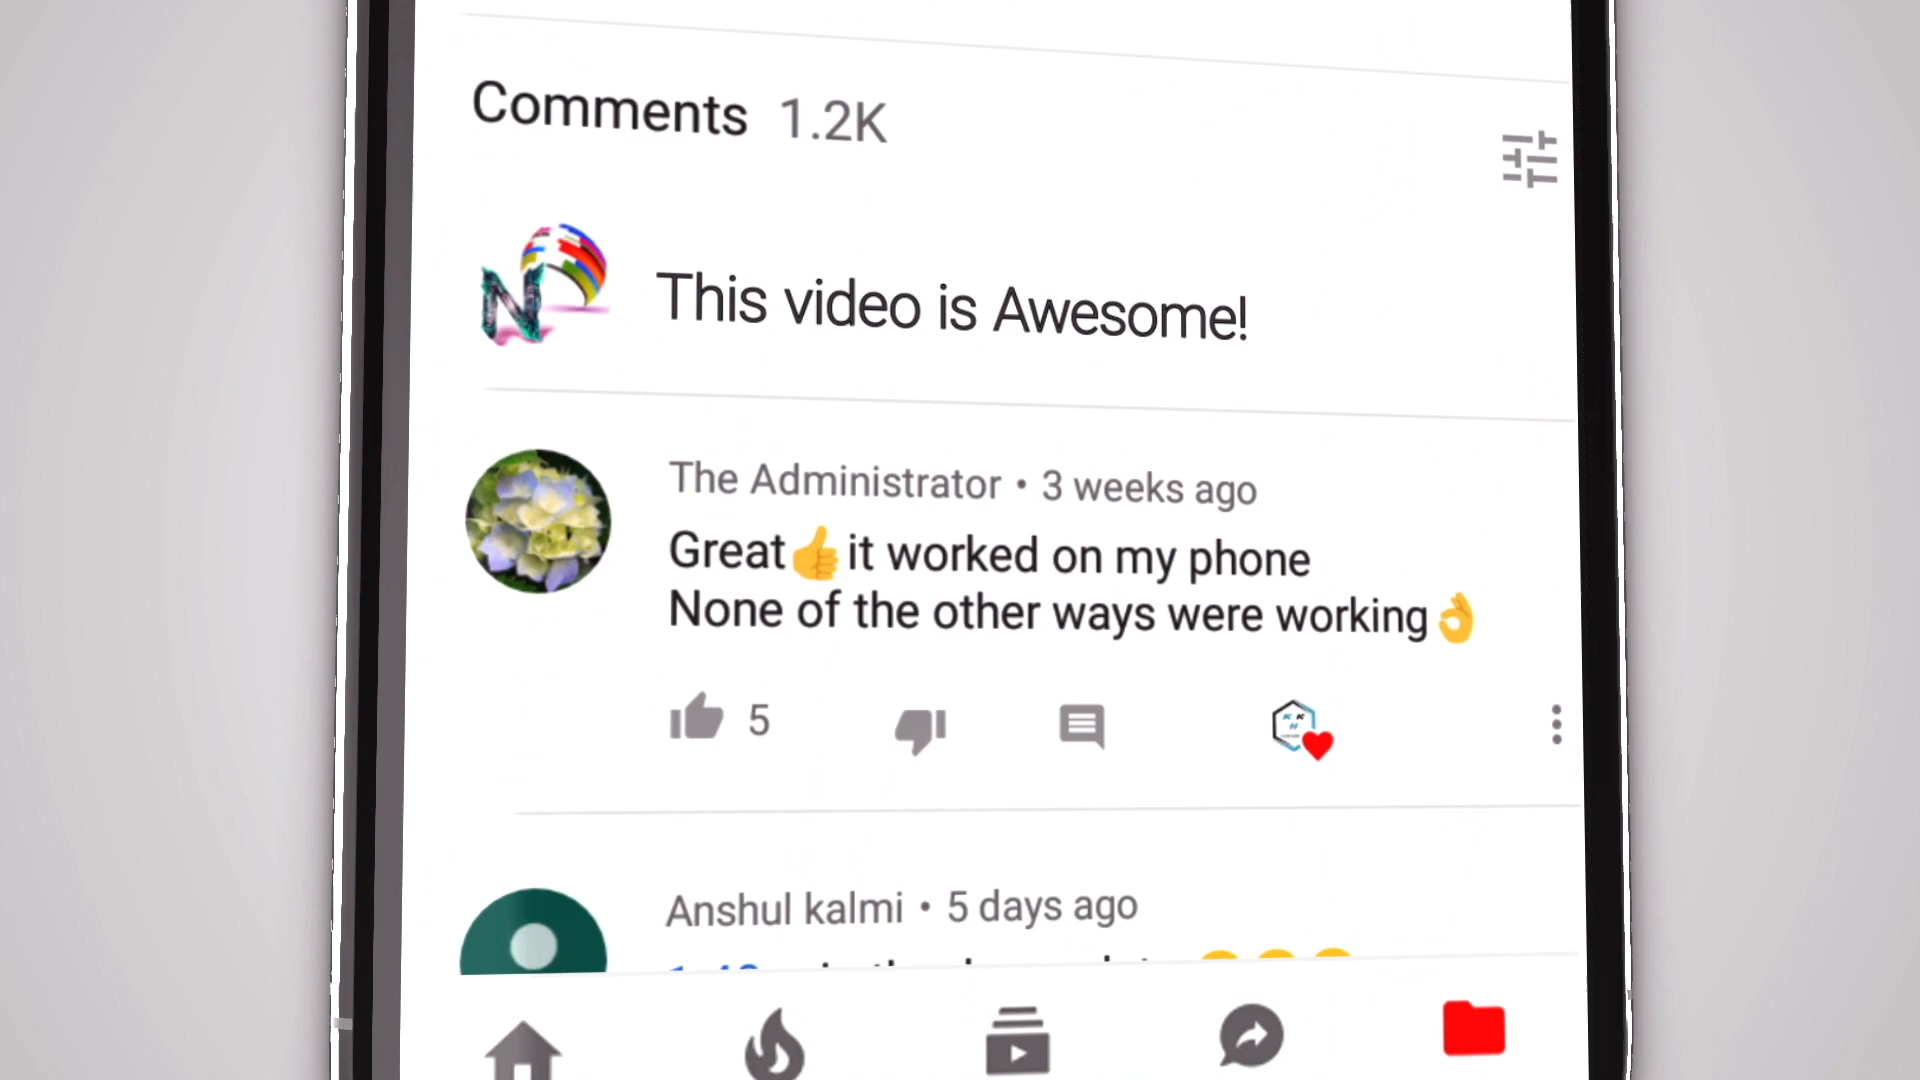 Comments 1.2K
This video is Awesome!
The Administrator • 3 weeks ago
Great👍it worked on my phone
None of the other ways were working👌
5
Anshul kalmi • 5 days ago